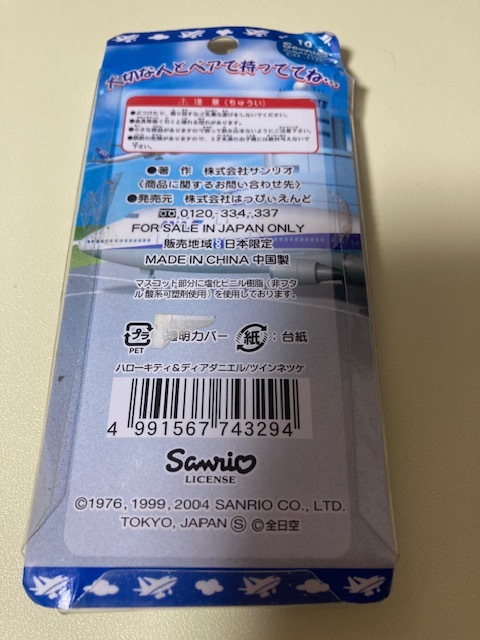 10
Sanrio
大切な人とペアで持っててね…
注意(ちゅうい)
●著 作 株式会社サンリオ
〈商品に関するお問い合わせ先〉
●発売元 株式会社はっぴぃえんど
0120-334-337
FOR SALE IN JAPAN ONLY
販売地域 日本限定
MADE IN CHINA 中国製
マスコット部分に塩化ビニル樹脂(非フタ
ル酸系可塑剤使用)を使用しております。
プラ
PET
明カバー
紙:台紙
ハローキティ&ディアダニエル/ツインネツケ
4 991567 743294
Sanrio
LICENSE
©1976, 1999, 2004 SANRIO CO., LTD.
TOKYO, JAPAN Ⓢ ©全日空